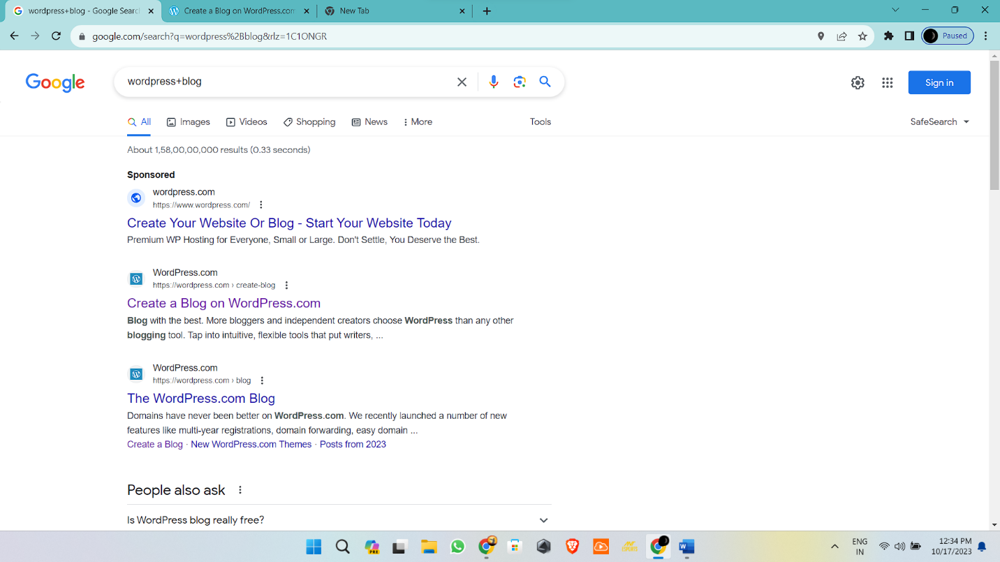 wordpress+blog - Google Searc
Create a Blog on WordPress.com
New Tab
google.com/search?q=wordpress%2Bblog&rlz=1C1ONGR
Paused
Google
wordpress+blog
Sign in
All
Images
Videos
Shopping
News
More
Tools
SafeSearch
About 1,58,00,00,000 results (0.33 seconds)
Sponsored
wordpress.com
https://www.wordpress.com/
Create Your Website Or Blog - Start Your Website Today
Premium WP Hosting for Everyone, Small or Large. Don't Settle, You Deserve the Best.
WordPress.com
https://wordpress.com › create-blog
Create a Blog on WordPress.com
Blog with the best. More bloggers and independent creators choose WordPress than any other
blogging tool. Tap into intuitive, flexible tools that put writers, ...
WordPress.com
https://wordpress.com › blog
The WordPress.com Blog
Domains have never been better on WordPress.com. We recently launched a number of new
features like multi-year registrations, domain forwarding, easy domain ...
Create a Blog · New WordPress.com Themes · Posts from 2023
People also ask
Is WordPress blog really free?
PRE
ENG
IN
12:34 PM
10/17/2023